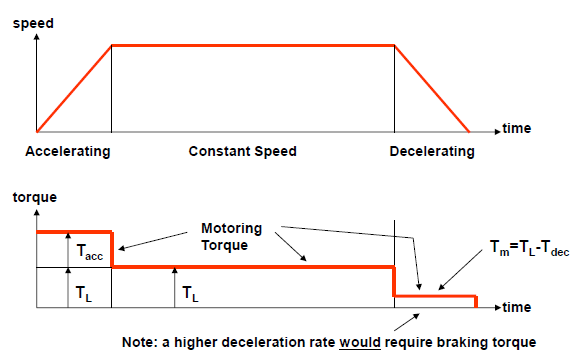 speed
time
Accelerating
Constant Speed
Decelerating
torque
Motoring
Torque
Tacc
Tm=TL-Tdec
TL
TL
time
Note: a higher deceleration rate would require braking torque